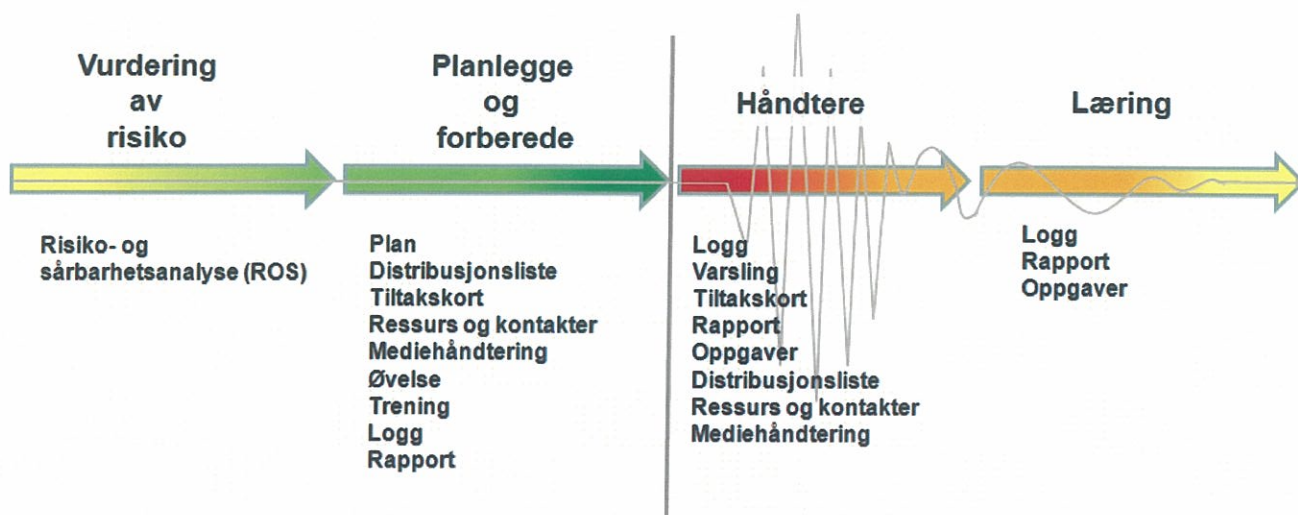 Vurdering
av
risiko
Planlegge
og
forberede
Håndtere
Læring
Risiko- og
sårbarhetsanalyse (ROS)
Plan
Distribusjonsliste
Tiltakskort
Ressurs og kontakter
Mediehåndtering
Øvelse
Trening
Logg
Rapport
Logg
Varsling
Tiltakskort
Rapport
Oppgaver
Distribusjonsliste
Ressurs og kontakter
Mediehåndtering
Logg
Rapport
Oppgaver